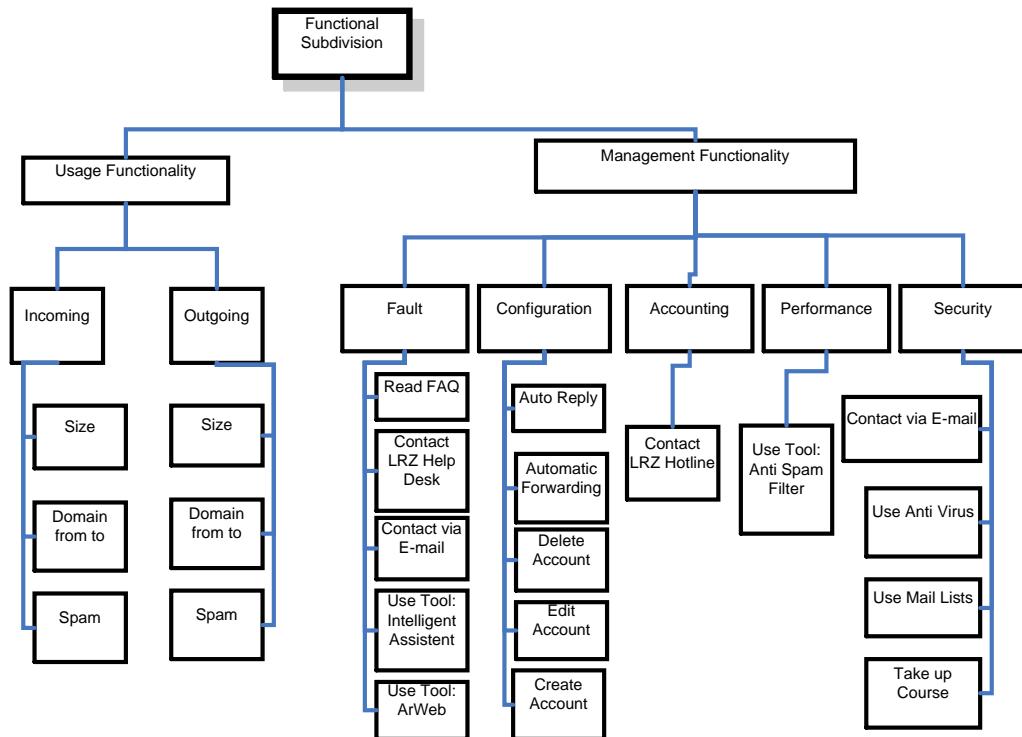 Functional
Subdivision
Usage Functionality
Management Functionality
Incoming
Outgoing
Fault
Configuration
Accounting
Performance
Security
Size
Domain
from to
Spam
Size
Domain
from to
Spam
Read FAQ
Contact
LRZ Help
Desk
Contact via
E-mail
Use Tool:
Intelligent
Assistent
Use Tool:
ArWeb
Auto Reply
Automatic
Forwarding
Delete
Account
Edit
Account
Create
Account
Contact
LRZ Hotline
Use Tool:
Anti Spam
Filter
Contact via E-mail
Use Anti Virus
Use Mail Lists
Take up
Course